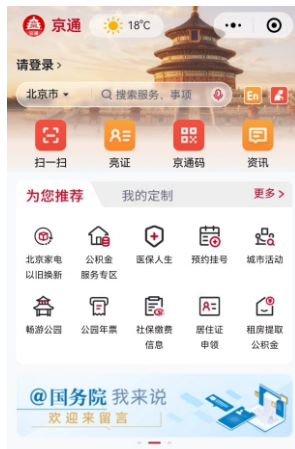 京通 18℃
请登录
北京市 搜索服务、事项 En
扫一扫 亮证 京通码 资讯
为您推荐 我的定制 更多
北京家电 公积金 医保人生 预约挂号 城市活动
以旧换新 服务专区
畅游公园 公园年票 社保缴费 居住证 租房提取
信息 申领 公积金
@国务院 我来说
欢迎来留言